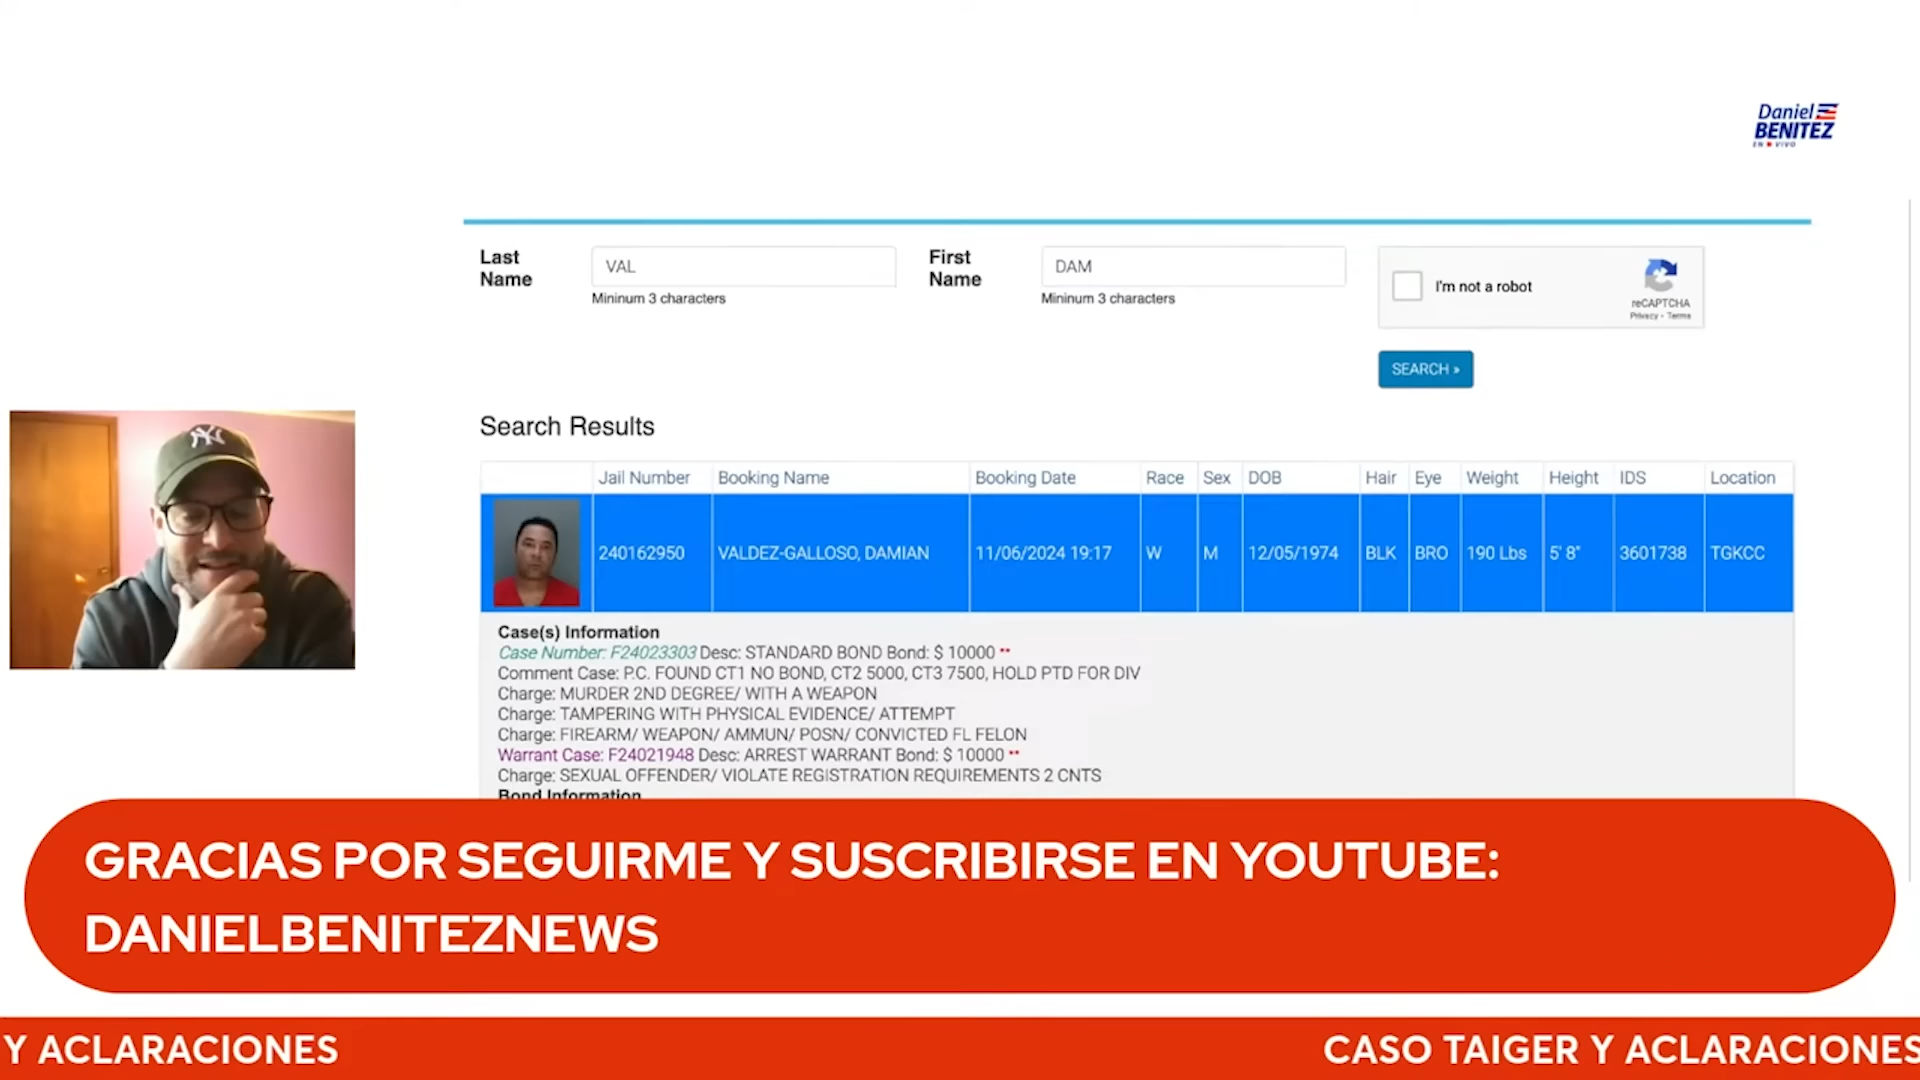 Daniel
BENITEZ
EN VIVO
Last Name
VAL
Mininum 3 characters
First Name
DAM
Mininum 3 characters
I'm not a robot
reCAPTCHA
Privacy - Terms
SEARCH »
Search Results
Jail Number Booking Name Booking Date Race Sex DOB Hair Eye Weight Height IDS Location
240162950 VALDEZ-GALLOSO, DAMIAN 11/06/2024 19:17 W M 12/05/1974 BLK BRO 190 Lbs 5' 8" 3601738 TGKCC
Case(s) Information
Case Number: F24023303 Desc: STANDARD BOND Bond: $ 10000 **
Comment Case: P.C. FOUND CT1 NO BOND, CT2 5000, CT3 7500, HOLD PTD FOR DIV
Charge: MURDER 2ND DEGREE/ WITH A WEAPON
Charge: TAMPERING WITH PHYSICAL EVIDENCE/ ATTEMPT
Charge: FIREARM/ WEAPON/ AMMUN/ POSN/ CONVICTED FL FELON
Warrant Case: F24021948 Desc: ARREST WARRANT Bond: $ 10000 **
Charge: SEXUAL OFFENDER/ VIOLATE REGISTRATION REQUIREMENTS 2 CNTS
Bond Information
GRACIAS POR SEGUIRME Y SUSCRIBIRSE EN YOUTUBE:
DANIELBENITEZNEWS
Y ACLARACIONES CASO TAIGER Y ACLARACIONES